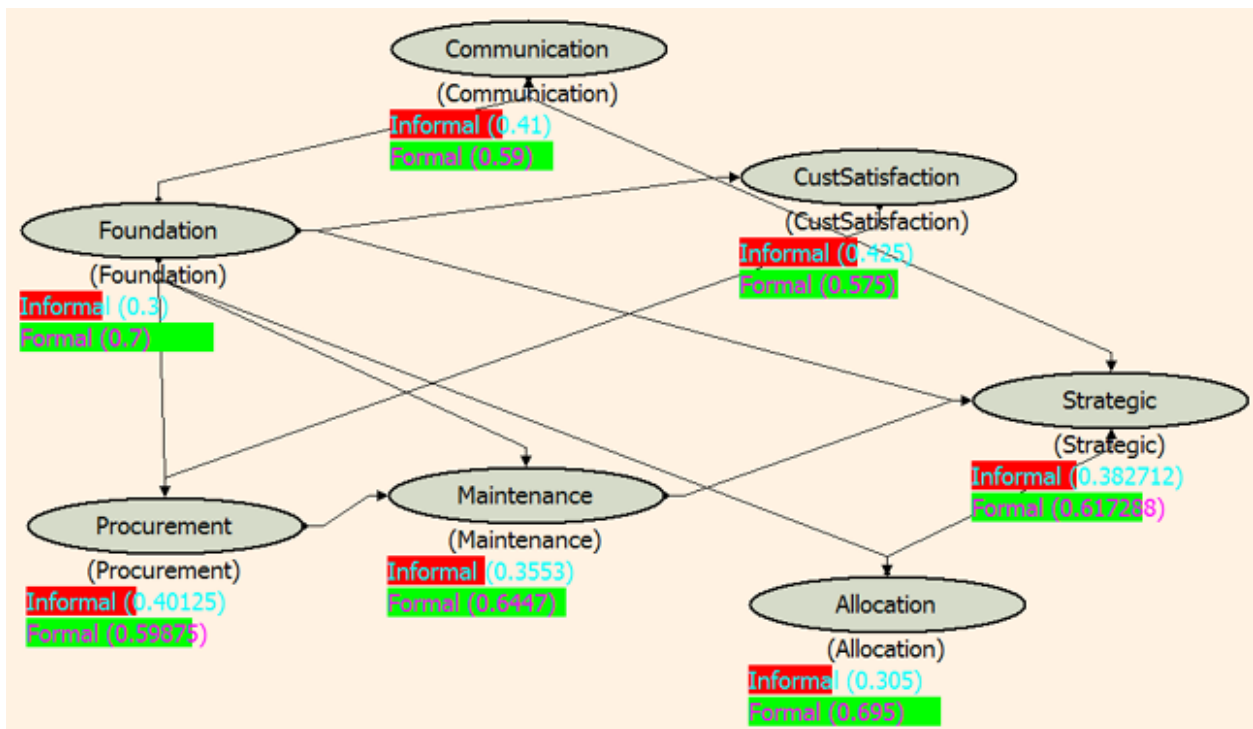 Communication
(Communication)
Informal (0.41)
Formal (0.59)
CustSatisfaction
(CustSatisfaction)
Informal (0.425)
Formal (0.575)
Foundation
(Foundation)
Informal (0.3)
Formal (0.7)
Strategic
(Strategic)
Informal (0.382712)
Formal (0.617288)
Procurement
(Procurement)
Informal (0.40125)
Formal (0.59875)
Maintenance
(Maintenance)
Informal (0.3553)
Formal (0.6447)
Allocation
(Allocation)
Informal (0.305)
Formal (0.695)